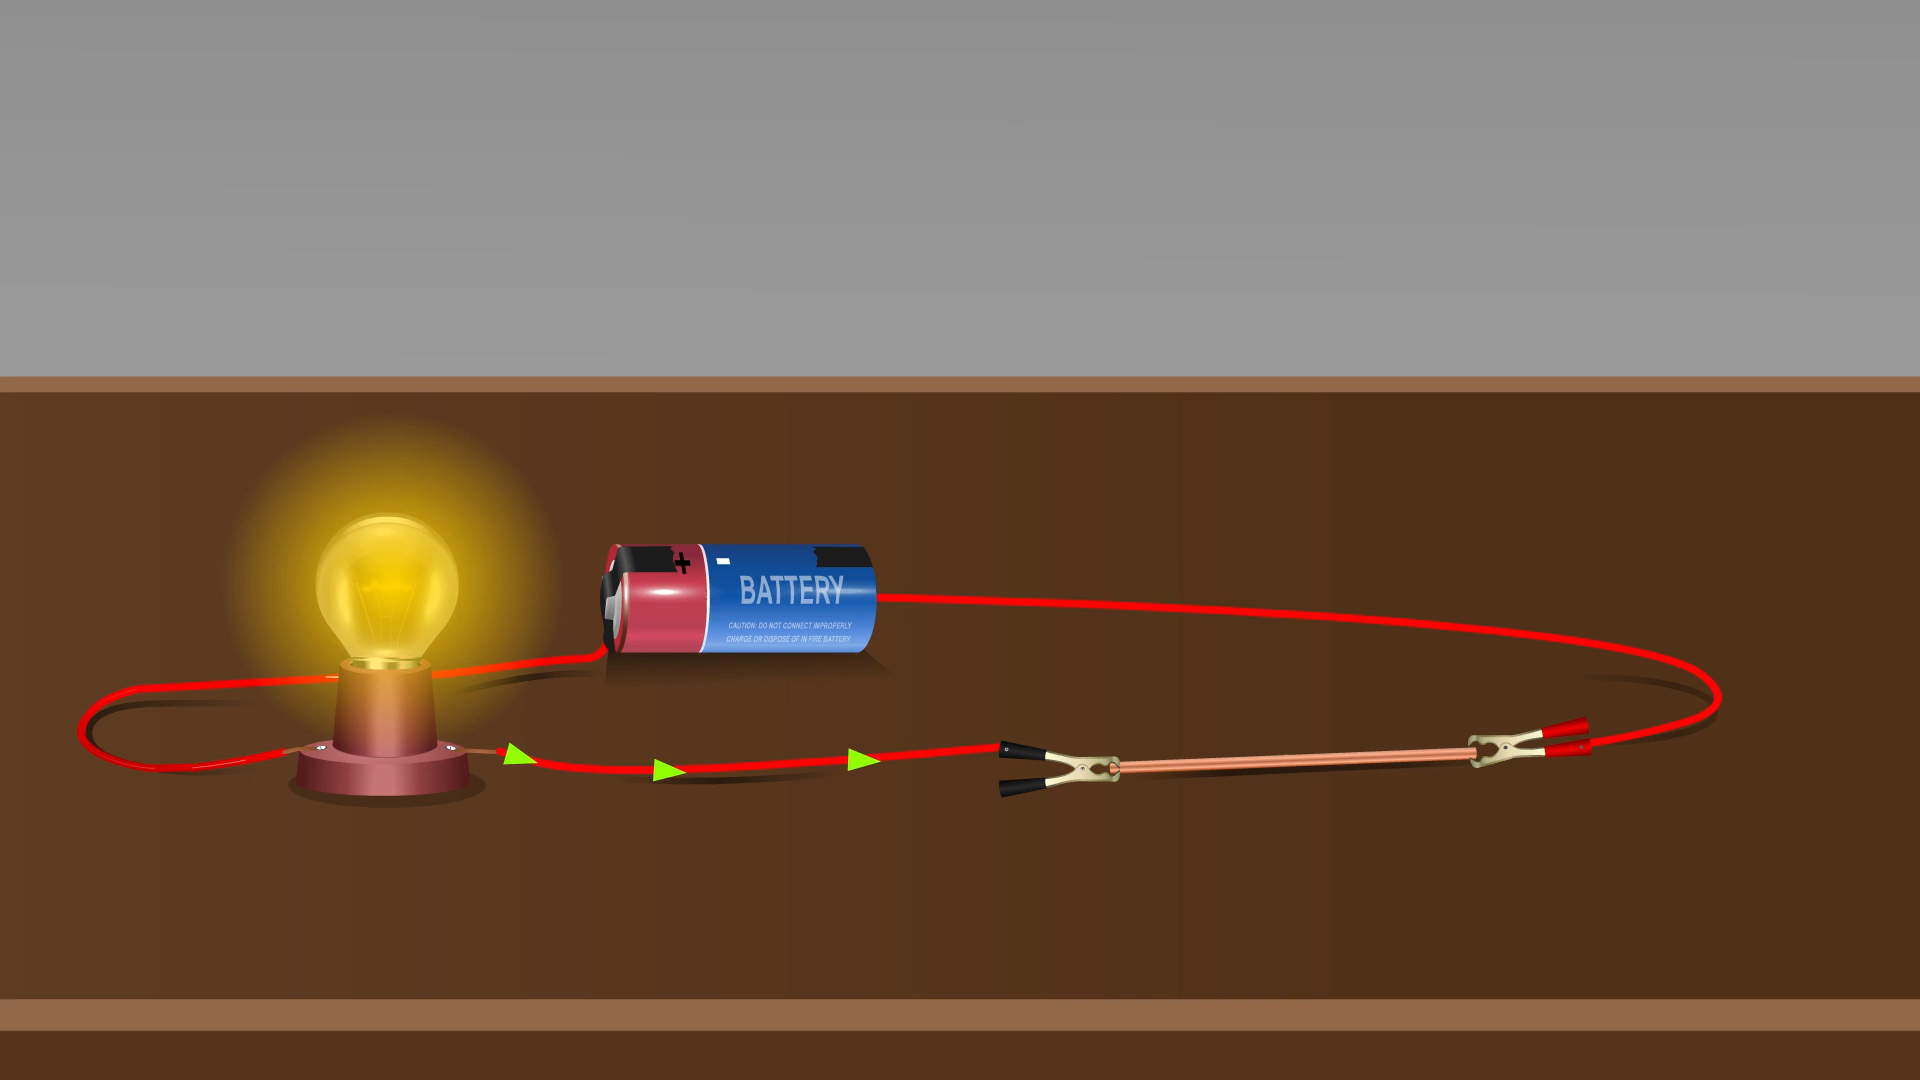 + -
BATTERY
CAUTION: DO NOT CONNECT IMPROPERLY
CHARGE OR DISPOSE OF IN FIRE BATTERY